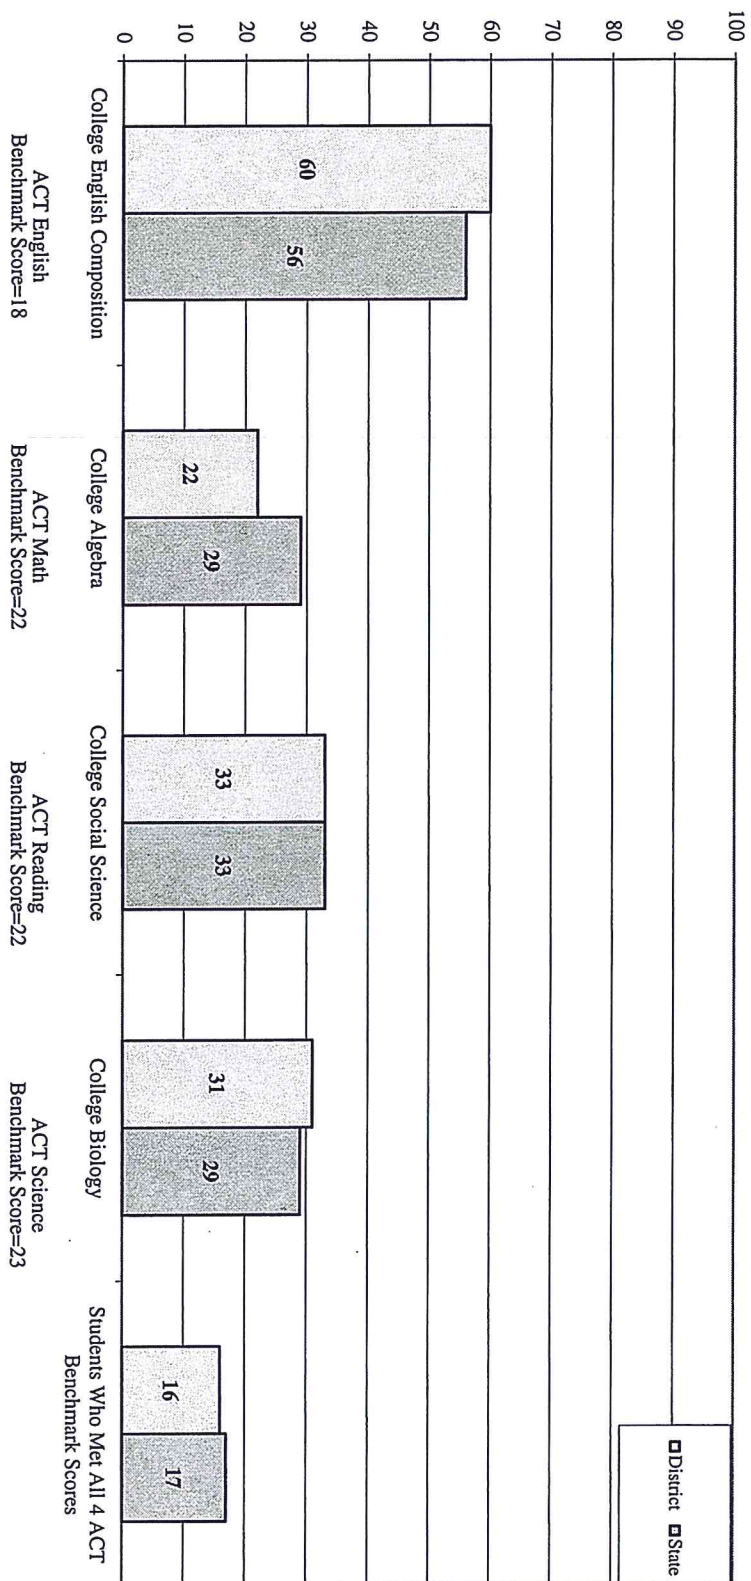 100
90
80
70
60
50
40
30
20
10
0
□ District □ State
60
56
22
29
33
33
31
29
16
17
College English Composition
College Algebra
College Social Science
College Biology
Students Who Met All 4 ACT
Benchmark Scores
ACT English
Benchmark Score=18
ACT Math
Benchmark Score=22
ACT Reading
Benchmark Score=22
ACT Science
Benchmark Score=23